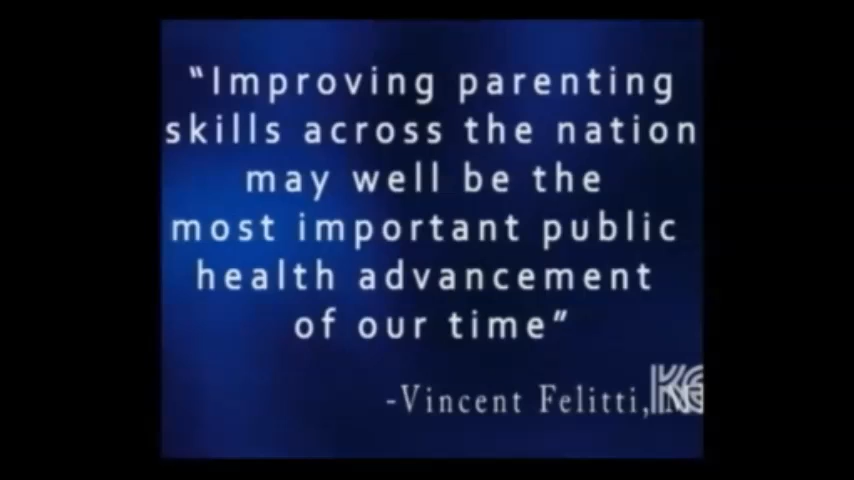 “Improving parenting
skills across the nation
may well be the
most important public
health advancement
of our time”
-Vincent Felitti,